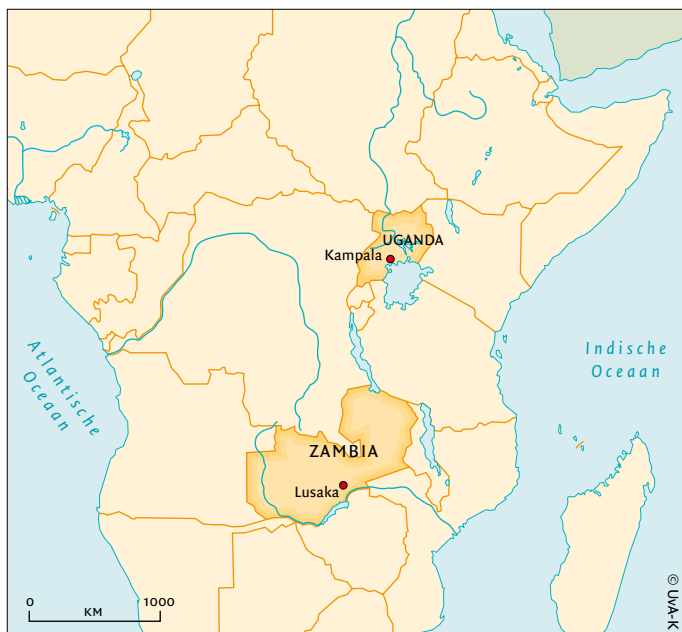 UGANDA
Kampala
Indische
Oceaan
Atlantische
Oceaan
ZAMBIA
Lusaka
0 1000
KM
© UvA-K